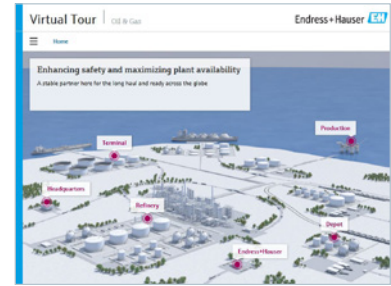 Virtual Tour Oil & Gas
Endress+Hauser EH
Home
Enhancing safety and maximizing plant availability
A stable partner here for the long haul and ready across the globe
Production
Terminal
Headquarters
Refinery
Depot
Endress+Hauser